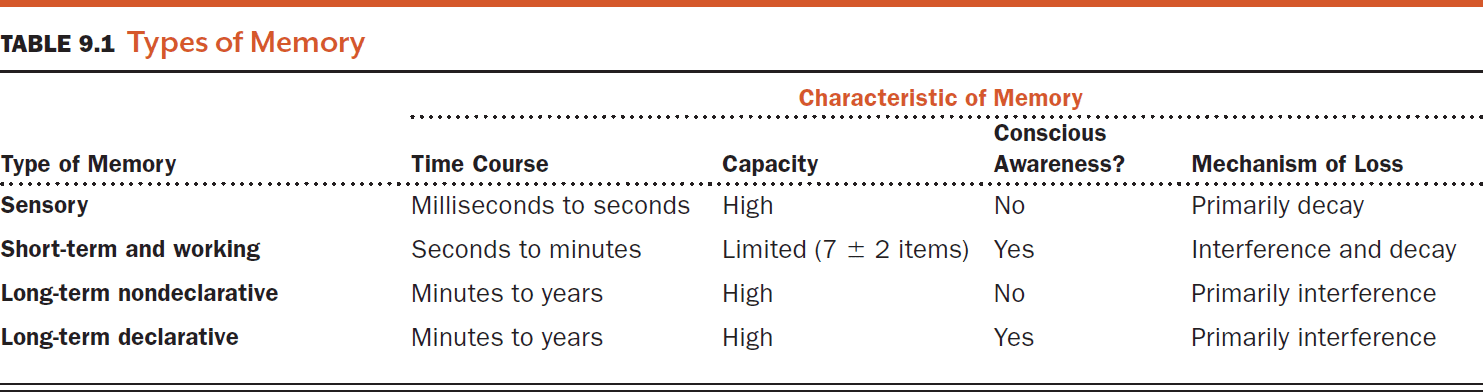 TABLE 9.1 Types of Memory
Characteristic of Memory
Conscious
Type of Memory Time Course Capacity Awareness? Mechanism of Loss
Sensory Milliseconds to seconds High No Primarily decay
Short-term and working Seconds to minutes Limited (7 ± 2 items) Yes Interference and decay
Long-term nondeclarative Minutes to years High No Primarily interference
Long-term declarative Minutes to years High Yes Primarily interference